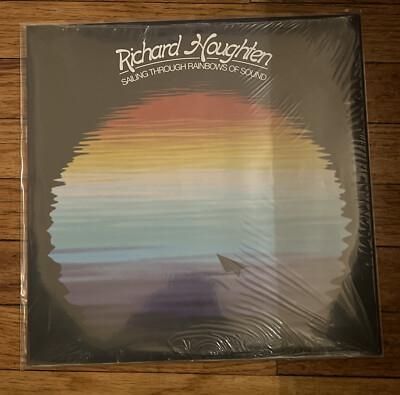 Richard Houghten
SAILING THROUGH RAINBOWS OF SOUND